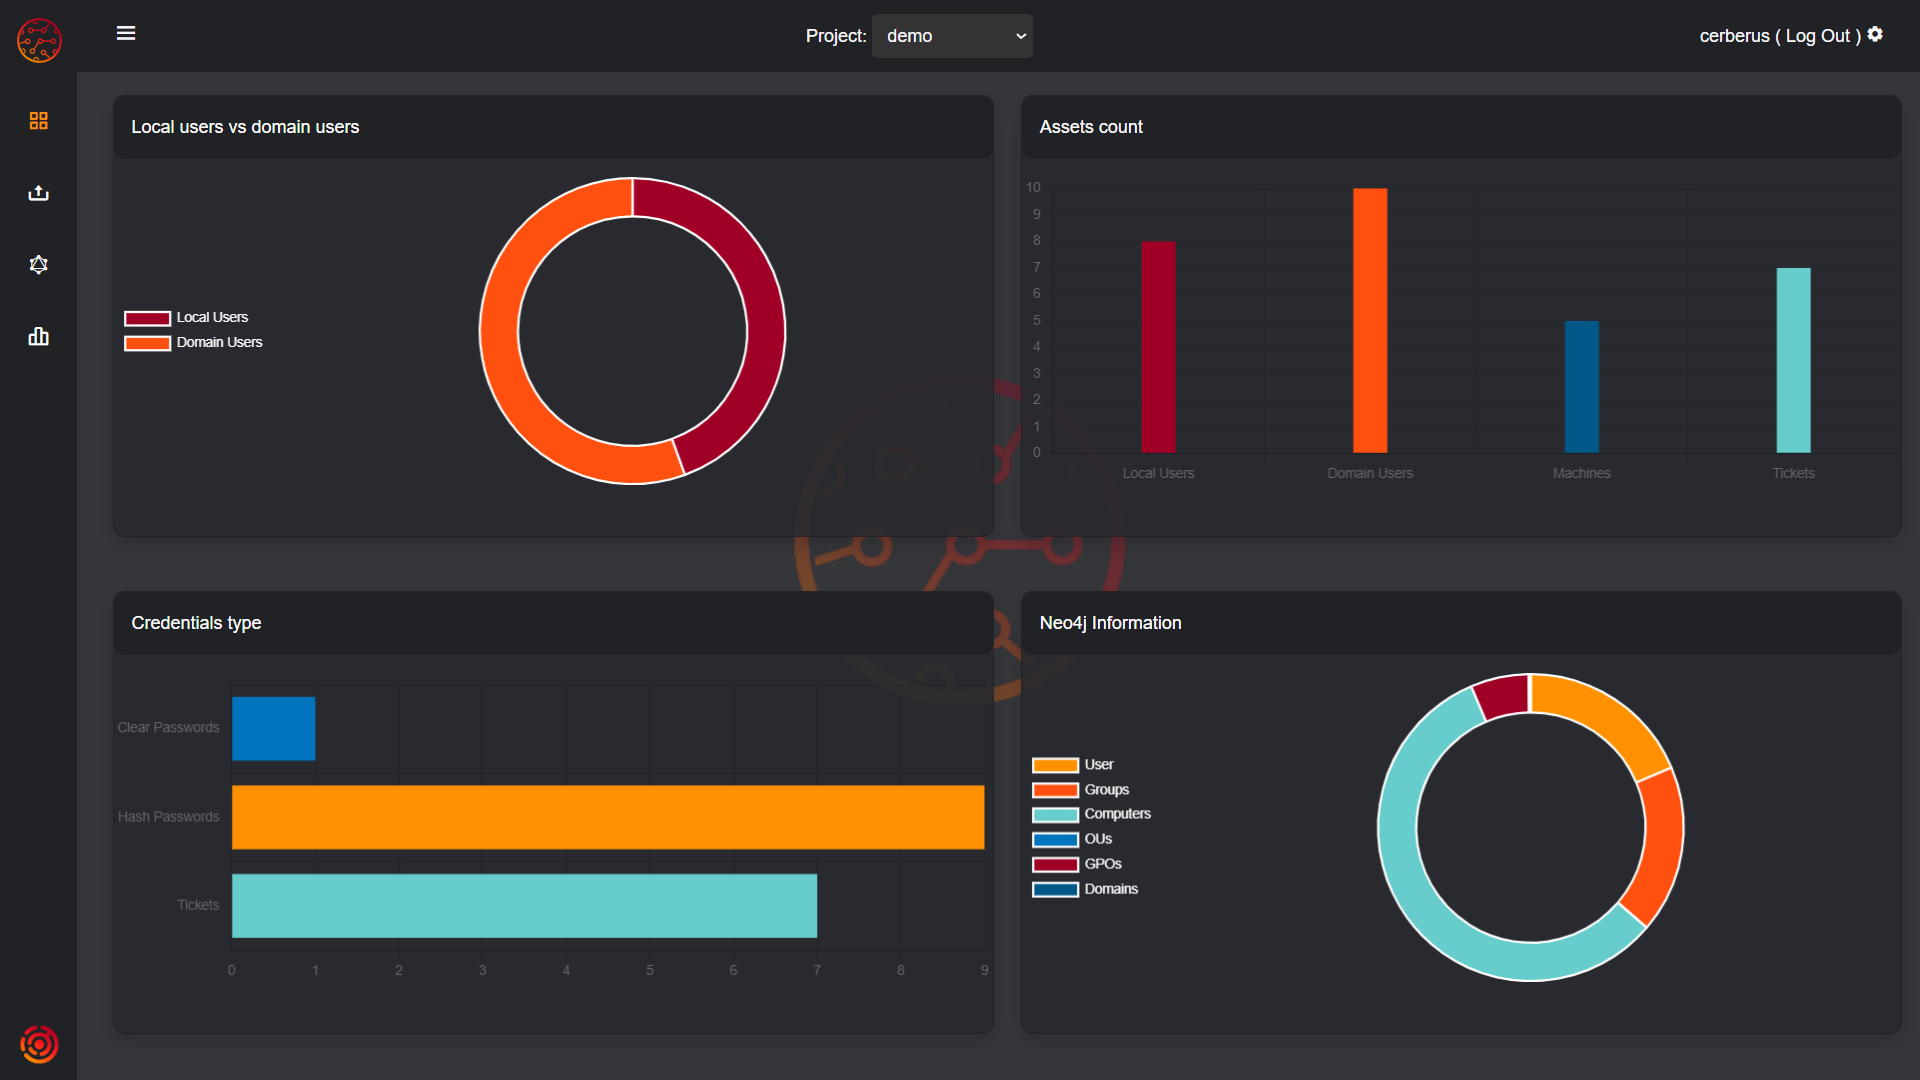 Project: demo
cerberus ( Log Out )
Local users vs domain users
Local Users
Domain Users
Assets count
10
9
8
7
6
5
4
3
2
1
0
Local Users Domain Users Machines Tickets
Credentials type
Clear Passwords
Hash Passwords
Tickets
0 1 2 3 4 5 6 7 8 9
Neo4j Information
User
Groups
Computers
OUs
GPOs
Domains